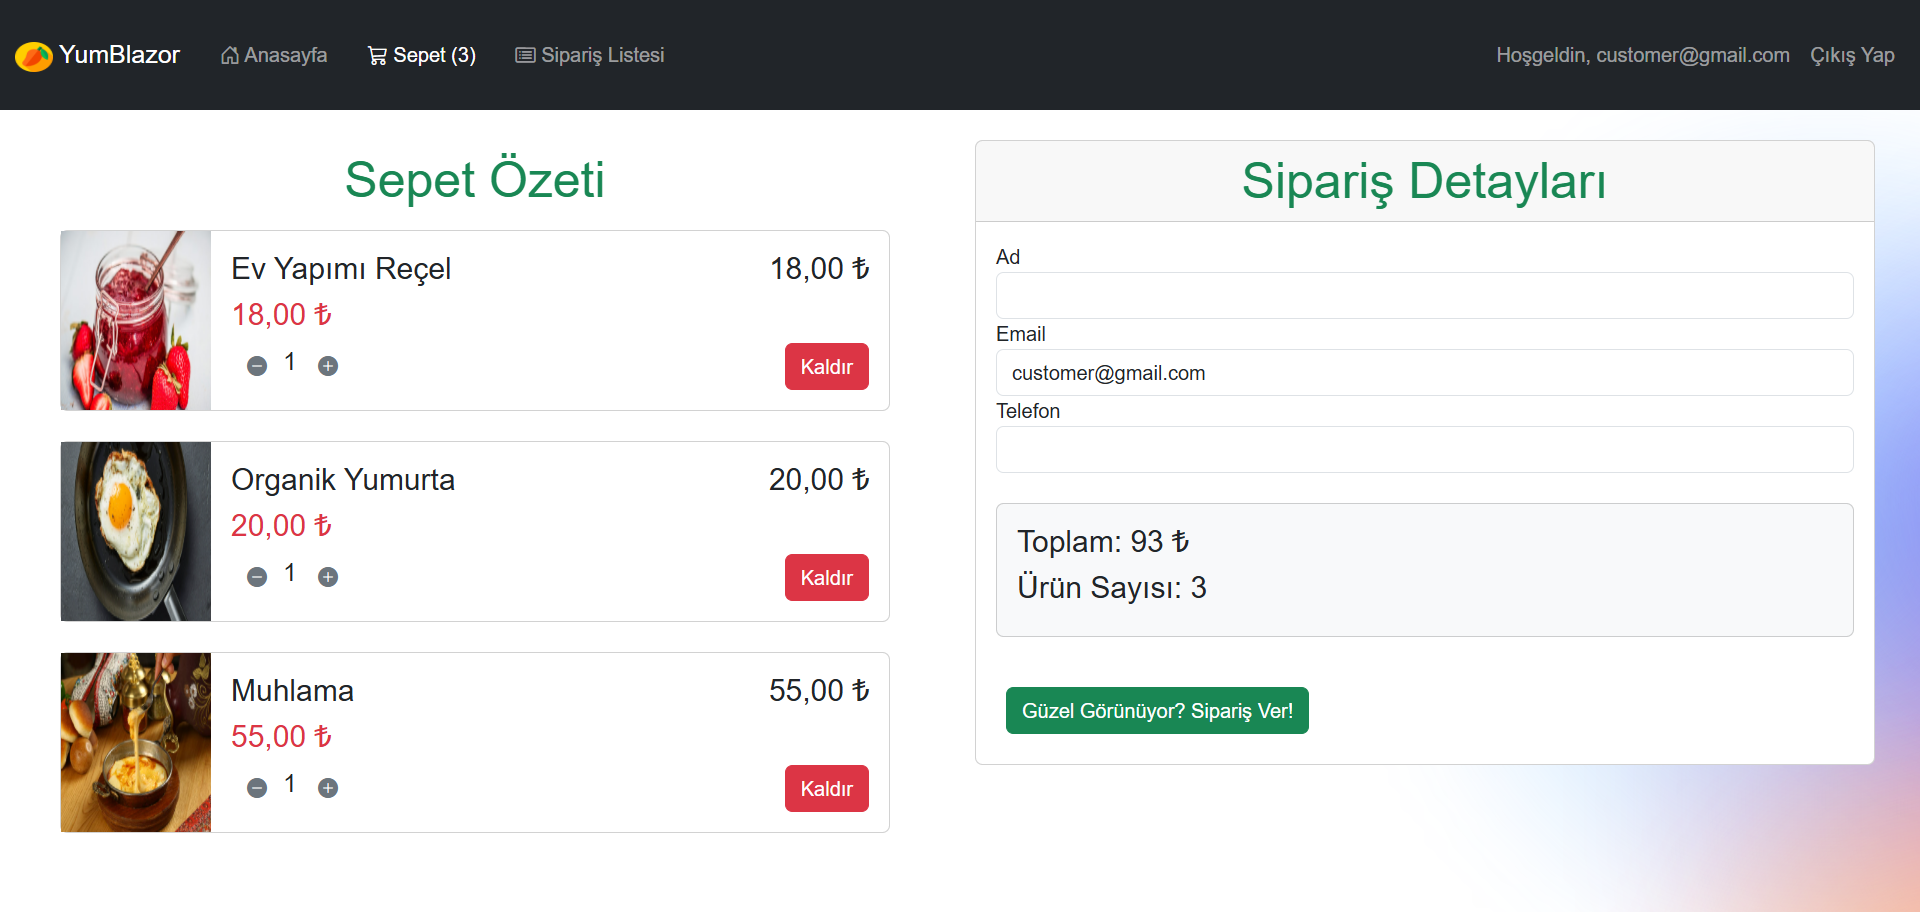 YumBlazor
Anasayfa
Sepet (3)
Sipariş Listesi
Hoşgeldin, customer@gmail.com
Çıkış Yap
Sepet Özeti
Ev Yapımı Reçel
18,00 ₺
18,00 ₺
1
Kaldır
Organik Yumurta
20,00 ₺
20,00 ₺
1
Kaldır
Muhlama
55,00 ₺
55,00 ₺
1
Kaldır
Sipariş Detayları
Ad
Email
customer@gmail.com
Telefon
Toplam: 93 ₺
Ürün Sayısı: 3
Güzel Görünüyor? Sipariş Ver!